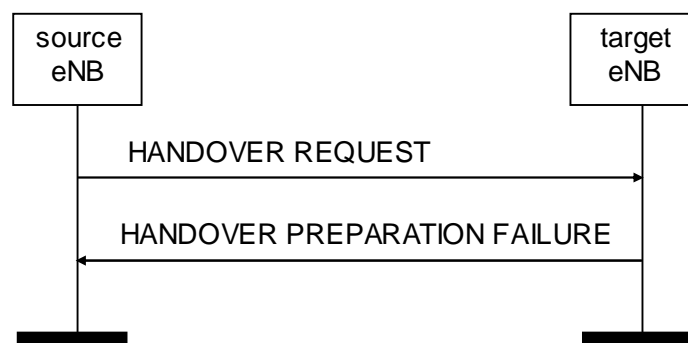 source
eNB
target
eNB
HANDOVER REQUEST
HANDOVER PREPARATION FAILURE